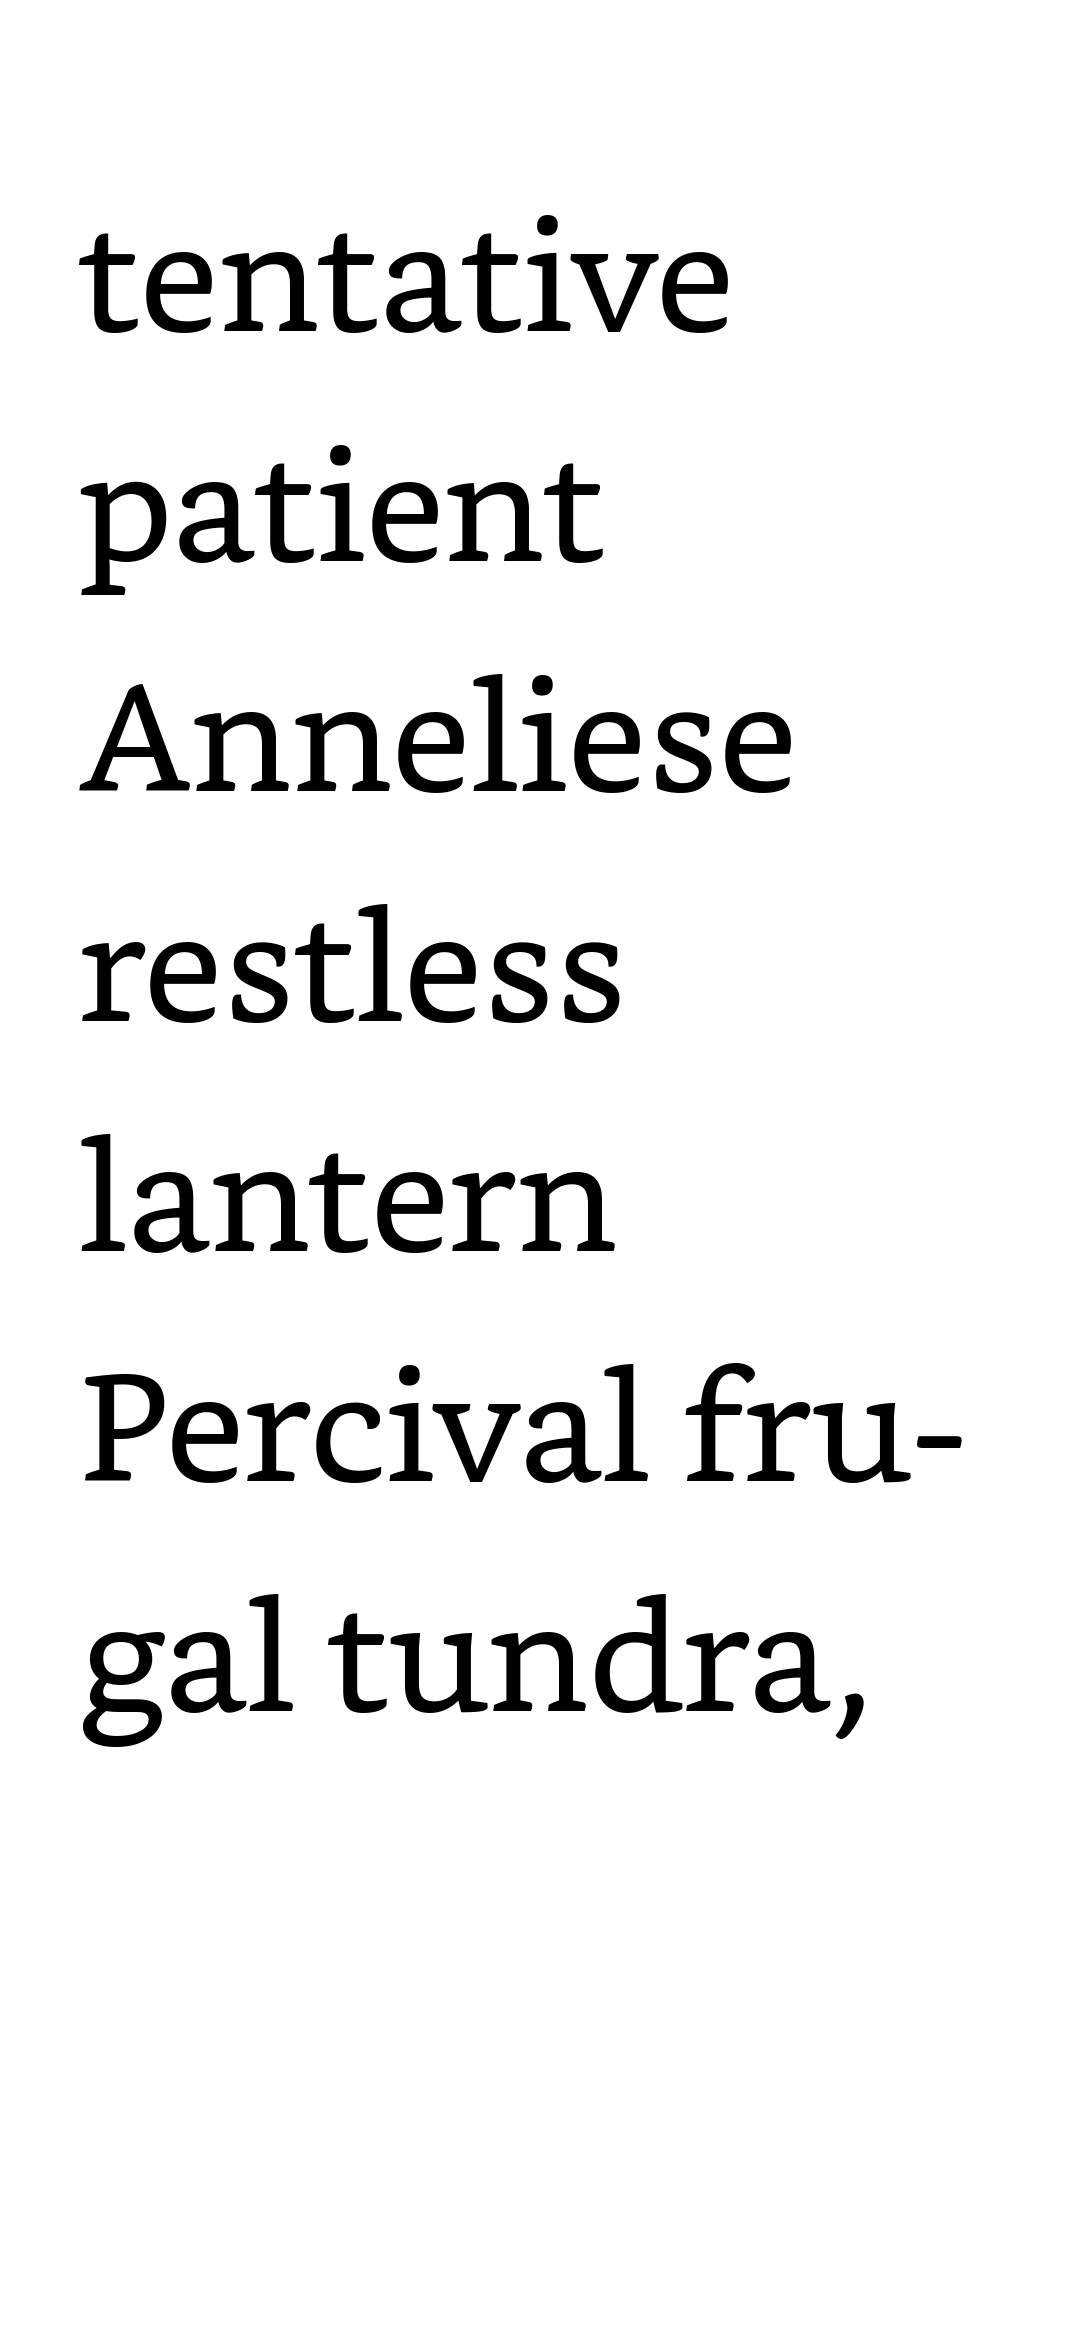 tentative
patient
Anneliese
restless
lantern
Percival fru-
gal tundra,